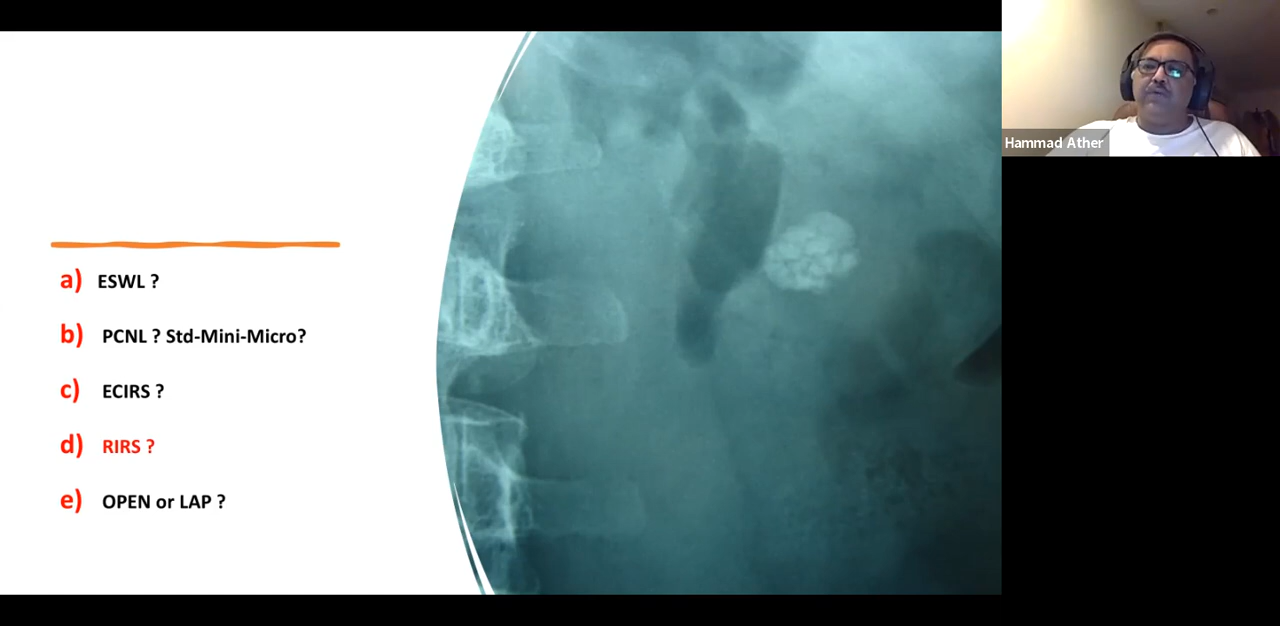 a) ESWL ?
b) PCNL ? Std-Mini-Micro?
c) ECIRS ?
d) RIRS ?
e) OPEN or LAP ?
Hammad Ather